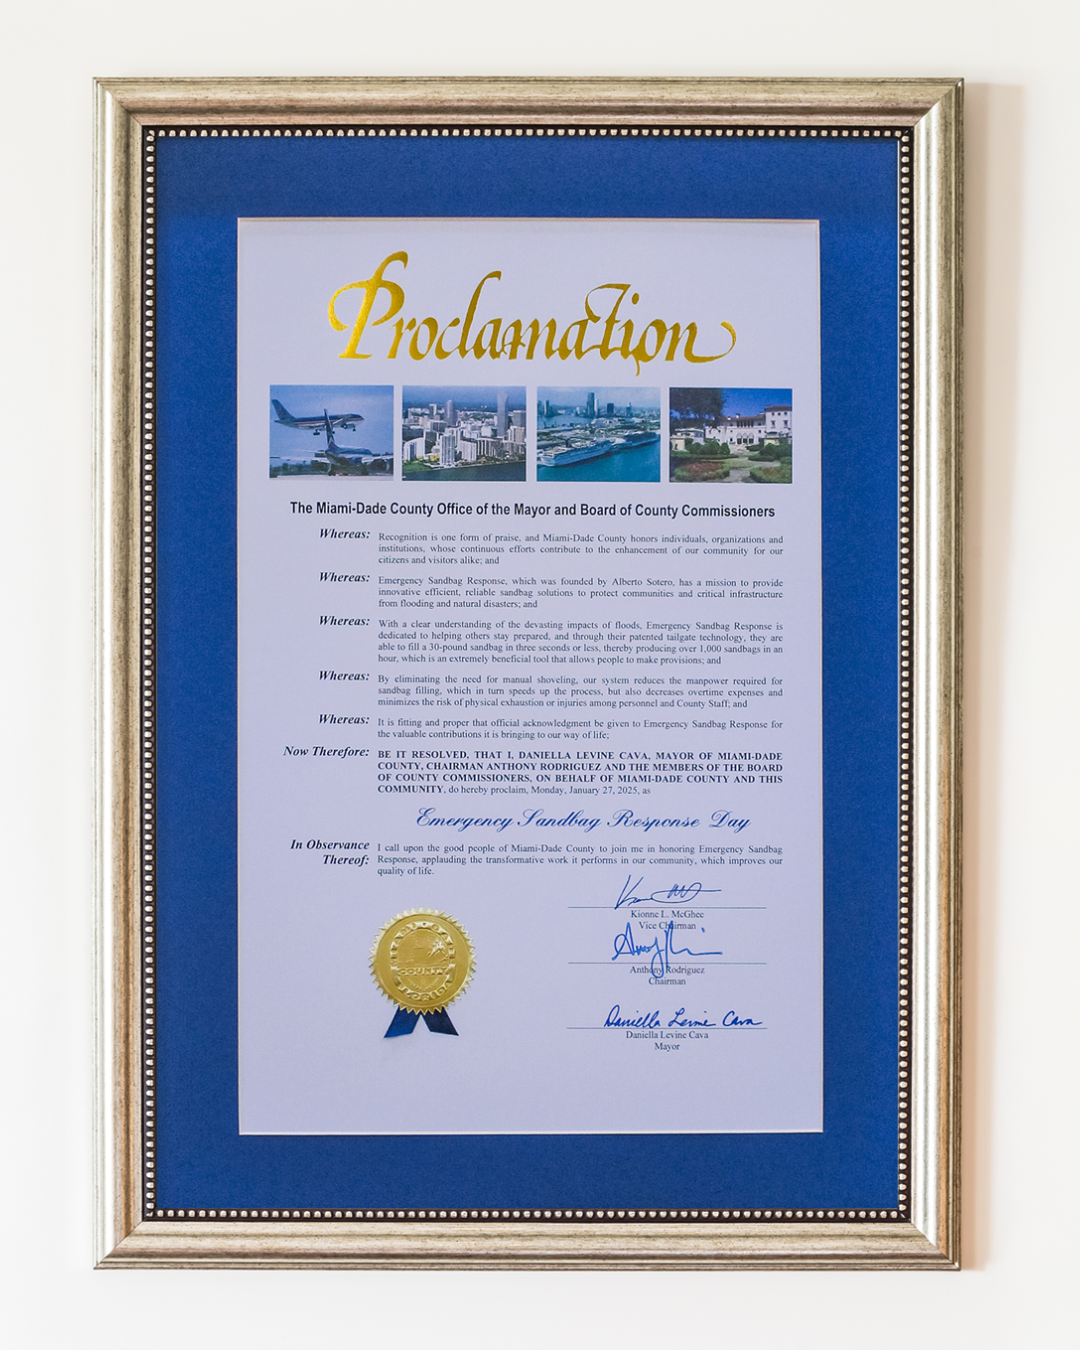 Proclamation
The Miami-Dade County Office of the Mayor and Board of County Commissioners
Whereas: Recognition is one form of praise, and Miami-Dade County honors individuals, organizations and
institutions, whose continuous efforts contribute to the enhancement of our community for our
citizens and visitors alike; and
Whereas: Emergency Sandbag Response, which was founded by Alberto Sotero, has a mission to provide
innovative efficient, reliable sandbag solutions to protect communities and critical infrastructure
from flooding and natural disasters; and
Whereas: With a clear understanding of the devasting impacts of floods, Emergency Sandbag Response is
dedicated to helping others stay prepared, and through their patented tailgate technology, they are
able to fill a 30-pound sandbag in three seconds or less, thereby producing over 1,000 sandbags in an
hour, which is an extremely beneficial tool that allows people to make provisions; and
Whereas: By eliminating the need for manual shoveling, our system reduces the manpower required for
sandbag filling, which in turn speeds up the process, but also decreases overtime expenses and
minimizes the risk of physical exhaustion or injuries among personnel and County Staff; and
Whereas: It is fitting and proper that official acknowledgment be given to Emergency Sandbag Response for
the valuable contributions it is bringing to our way of life;
Now Therefore: BE IT RESOLVED, THAT I, DANIELLA LEVINE CAVA, MAYOR OF MIAMI-DADE
COUNTY, CHAIRMAN ANTHONY RODRIGUEZ AND THE MEMBERS OF THE BOARD
OF COUNTY COMMISSIONERS, ON BEHALF OF MIAMI-DADE COUNTY AND THIS
COMMUNITY, do hereby proclaim, Monday, January 27, 2025, as
Emergency Sandbag Response Day
In Observance Thereof: I call upon the good people of Miami-Dade County to join me in honoring Emergency Sandbag
Response, applauding the transformative work it performs in our community, which improves our
quality of life.
Kionne L. McGhee
Vice Chairman
Anthony Rodriguez
Chairman
Daniella Levine Cava
Daniella Levine Cava
Mayor
COUNTY
FLORIDA